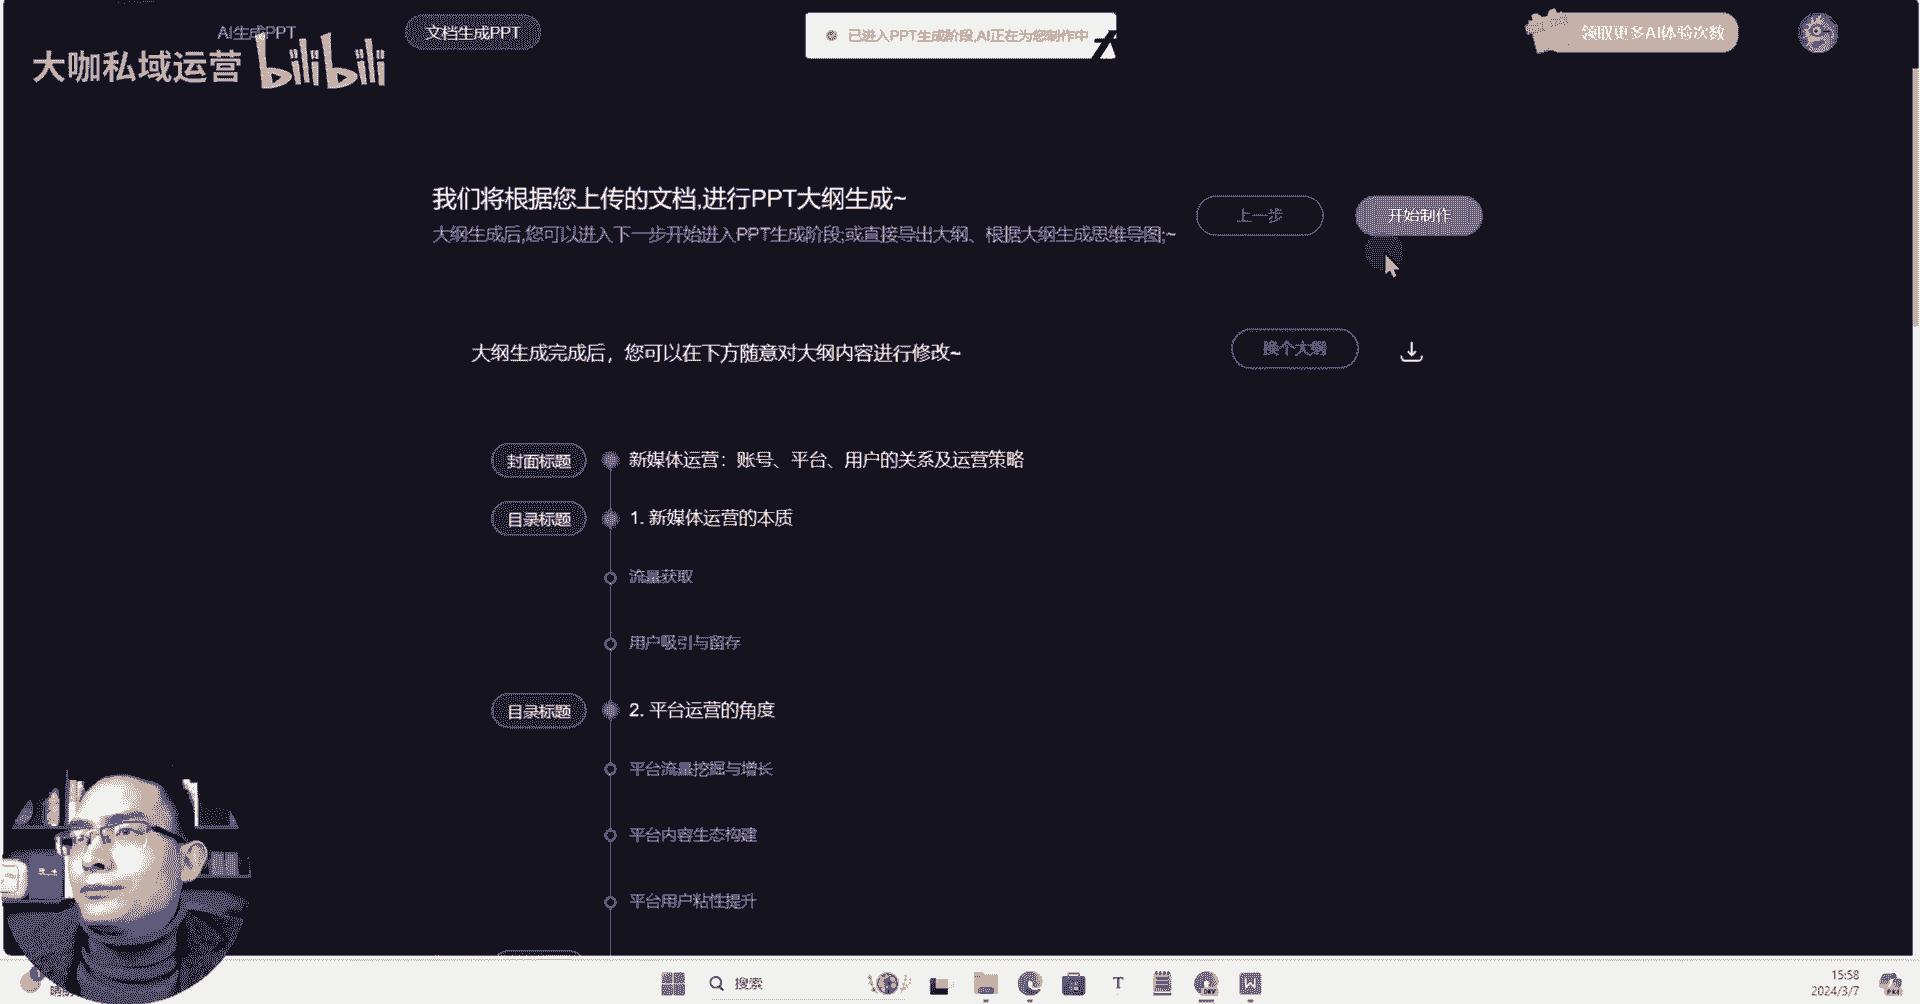 AI生成PPT
文档生成PPT
已进入PPT生成阶段,AI正在为您制作中
领取更多AI体验次数
大咖私域运营 bilibili
我们将根据您上传的文档,进行PPT大纲生成~
大纲生成后,您可以进入下一步开始进入PPT生成阶段;或直接导出大纲、根据大纲生成思维导图;~
上一步
开始制作
大纲生成完成后，您可以在下方随意对大纲内容进行修改~
换个大纲
封面标题
新媒体运营：账号、平台、用户的关系及运营策略
目录标题
1. 新媒体运营的本质
流量获取
用户吸引与留存
目录标题
2. 平台运营的角度
平台流量挖掘与增长
平台内容生态构建
平台用户粘性提升
搜索
15:58
2024/3/7